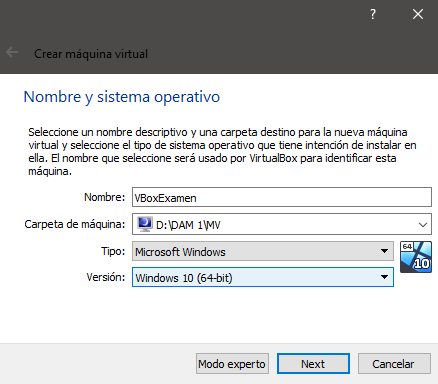 ?
Crear máquina virtual
Nombre y sistema operativo
Seleccione un nombre descriptivo y una carpeta destino para la nueva máquina
virtual y seleccione el tipo de sistema operativo que tiene intención de instalar en
ella. El nombre que seleccione será usado por VirtualBox para identificar esta
máquina.
Nombre: VBoxExamen
Carpeta de máquina: D:\DAM 1\MV
Tipo: Microsoft Windows
64
10
Versión: Windows 10 (64-bit)
Modo experto Next Cancelar